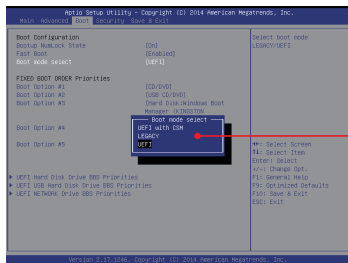 Aptio Setup Utility - Copyright (C) 2014 American Megatrends, Inc.
Main Advanced Boot Security Save & Exit
Boot Configuration
Bootup NumLock State [On]
Fast Boot [Enabled]
Boot mode select [UEFI]
FIXED BOOT ORDER Priorities
Boot Option #1 [CD/DVD]
Boot Option #2 [USB CD/DVD]
Boot Option #3 [Hard Disk:Windows Boot
Manager (KINGSTON
Boot Option #4
Boot Option #5
Boot mode select
UEFI with CSM
LEGACY
UEFI
UEFI Hard Disk Drive BBS Priorities
UEFI USB Hard Disk Drive BBS Priorities
UEFI NETWORK Drive BBS Priorities
Select boot mode
LEGACY/UEFI
→←: Select Screen
↑↓: Select Item
Enter: Select
+/-: Change Opt.
F1: General Help
F9: Optimized Defaults
F10: Save & Exit
ESC: Exit
Version 2.17.1246. Copyright (C) 2014 American Megatrends, Inc.